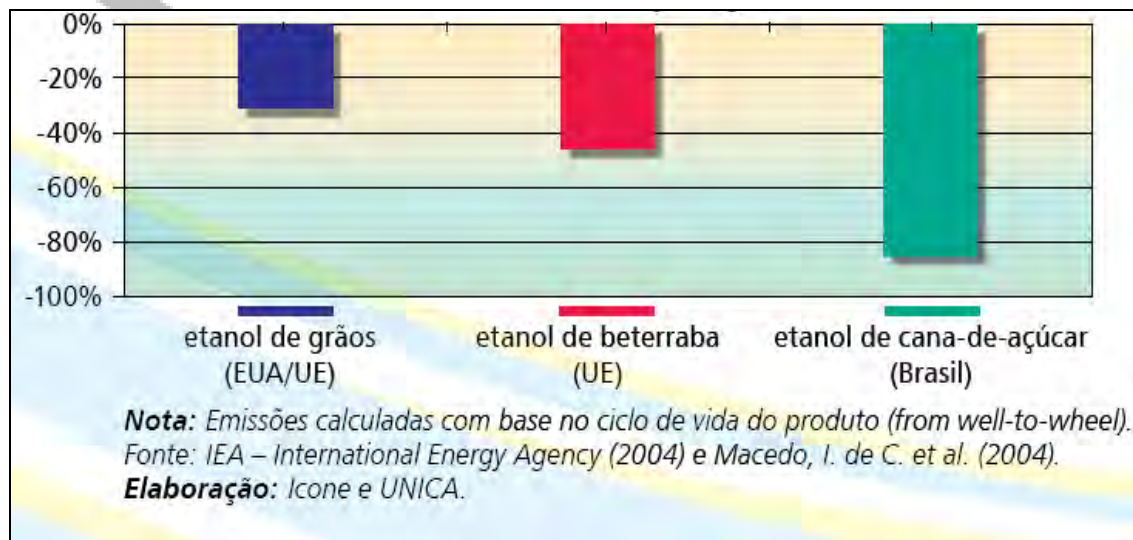 0%
-20%
-40%
-60%
-80%
-100%
etanol de grãos
(EUA/UE)
etanol de beterraba
(UE)
etanol de cana-de-açúcar
(Brasil)
Nota: Emissões calculadas com base no ciclo de vida do produto (from well-to-wheel).
Fonte: IEA – International Energy Agency (2004) e Macedo, I. de C. et al. (2004).
Elaboração: Icone e UNICA.